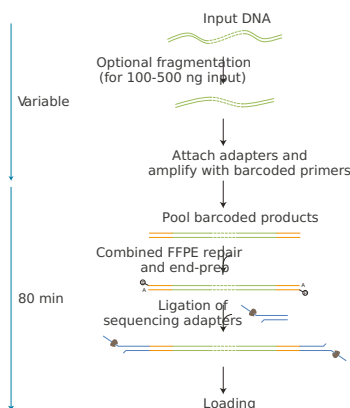 Input DNA
Optional fragmentation
(for 100-500 ng input)
Variable
Attach adapters and
amplify with barcoded primers
Pool barcoded products
Combined FFPE repair
and end-prep
A
A
80 min
Ligation of
sequencing adapters
Loading